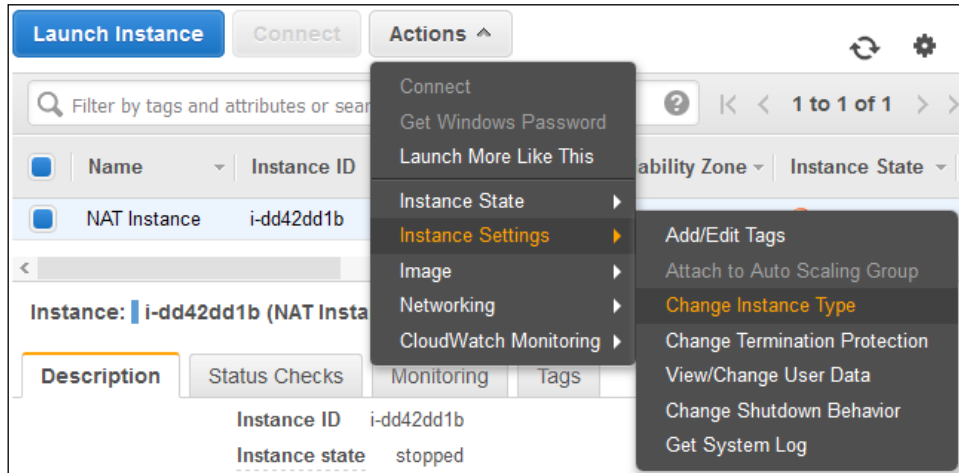 Launch Instance Connect Actions
Filter by tags and attributes or sear 1 to 1 of 1
Name Instance ID ability Zone Instance State
NAT Instance i-dd42dd1b
Connect
Get Windows Password
Launch More Like This
Instance State
Instance Settings
Image
Networking
CloudWatch Monitoring
Add/Edit Tags
Attach to Auto Scaling Group
Change Instance Type
Change Termination Protection
View/Change User Data
Change Shutdown Behavior
Get System Log
Instance: i-dd42dd1b (NAT Insta
Description Status Checks Monitoring Tags
Instance ID i-dd42dd1b
Instance state stopped